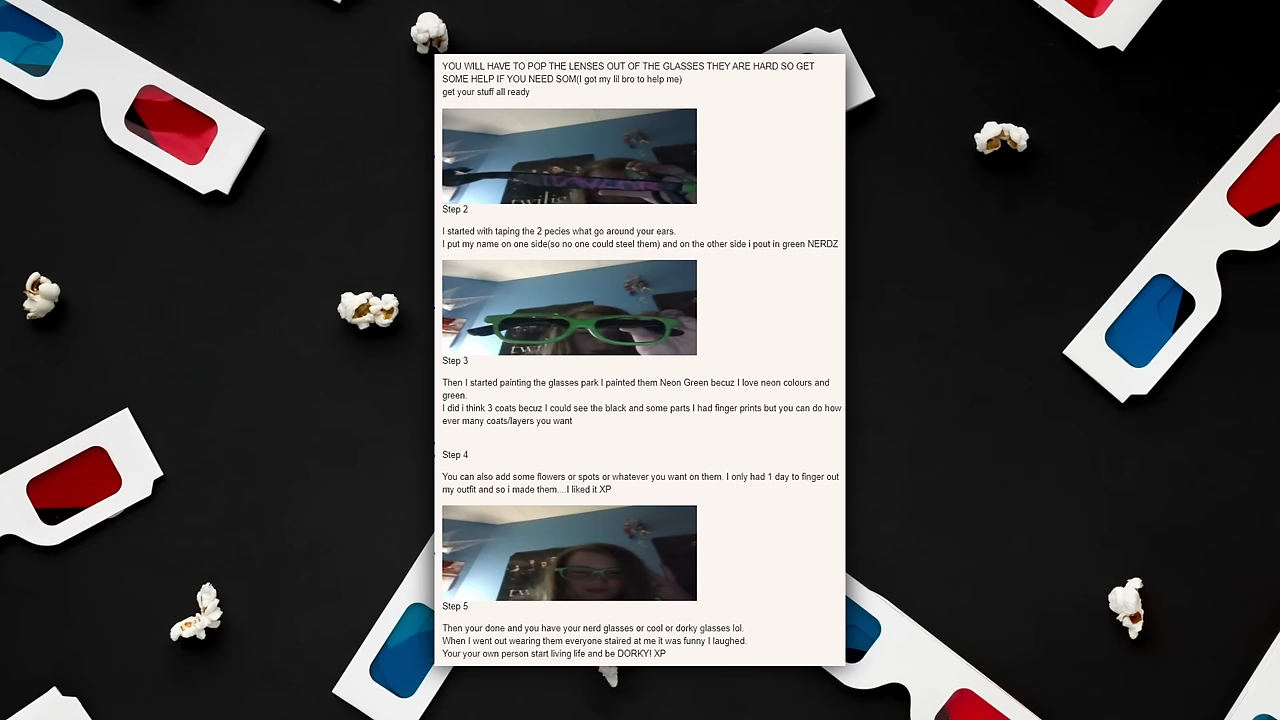 YOU WILL HAVE TO POP THE LENSES OUT OF THE GLASSES THEY ARE HARD SO GET
SOME HELP IF YOU NEED SOM(I got my lil bro to help me)
get your stuff all ready
Step 2
I started with taping the 2 pecies what go around your ears.
I put my name on one side(so no one could steel them) and on the other side i pout in green NERDZ
Step 3
Then I started painting the glasses park I painted them Neon Green becuz I love neon colours and
green.
I did i think 3 coats becuz I could see the black and some parts I had finger prints but you can do how
ever many coats/layers you want
Step 4
You can also add some flowers or spots or whatever you want on them. I only had 1 day to finger out
my outfit and so i made them....I liked it XP
Step 5
Then your done and you have your nerd glasses or cool or dorky glasses lol.
When I went out wearing them everyone staired at me it was funny I laughed.
Your your own person start living life and be DORKY! XP